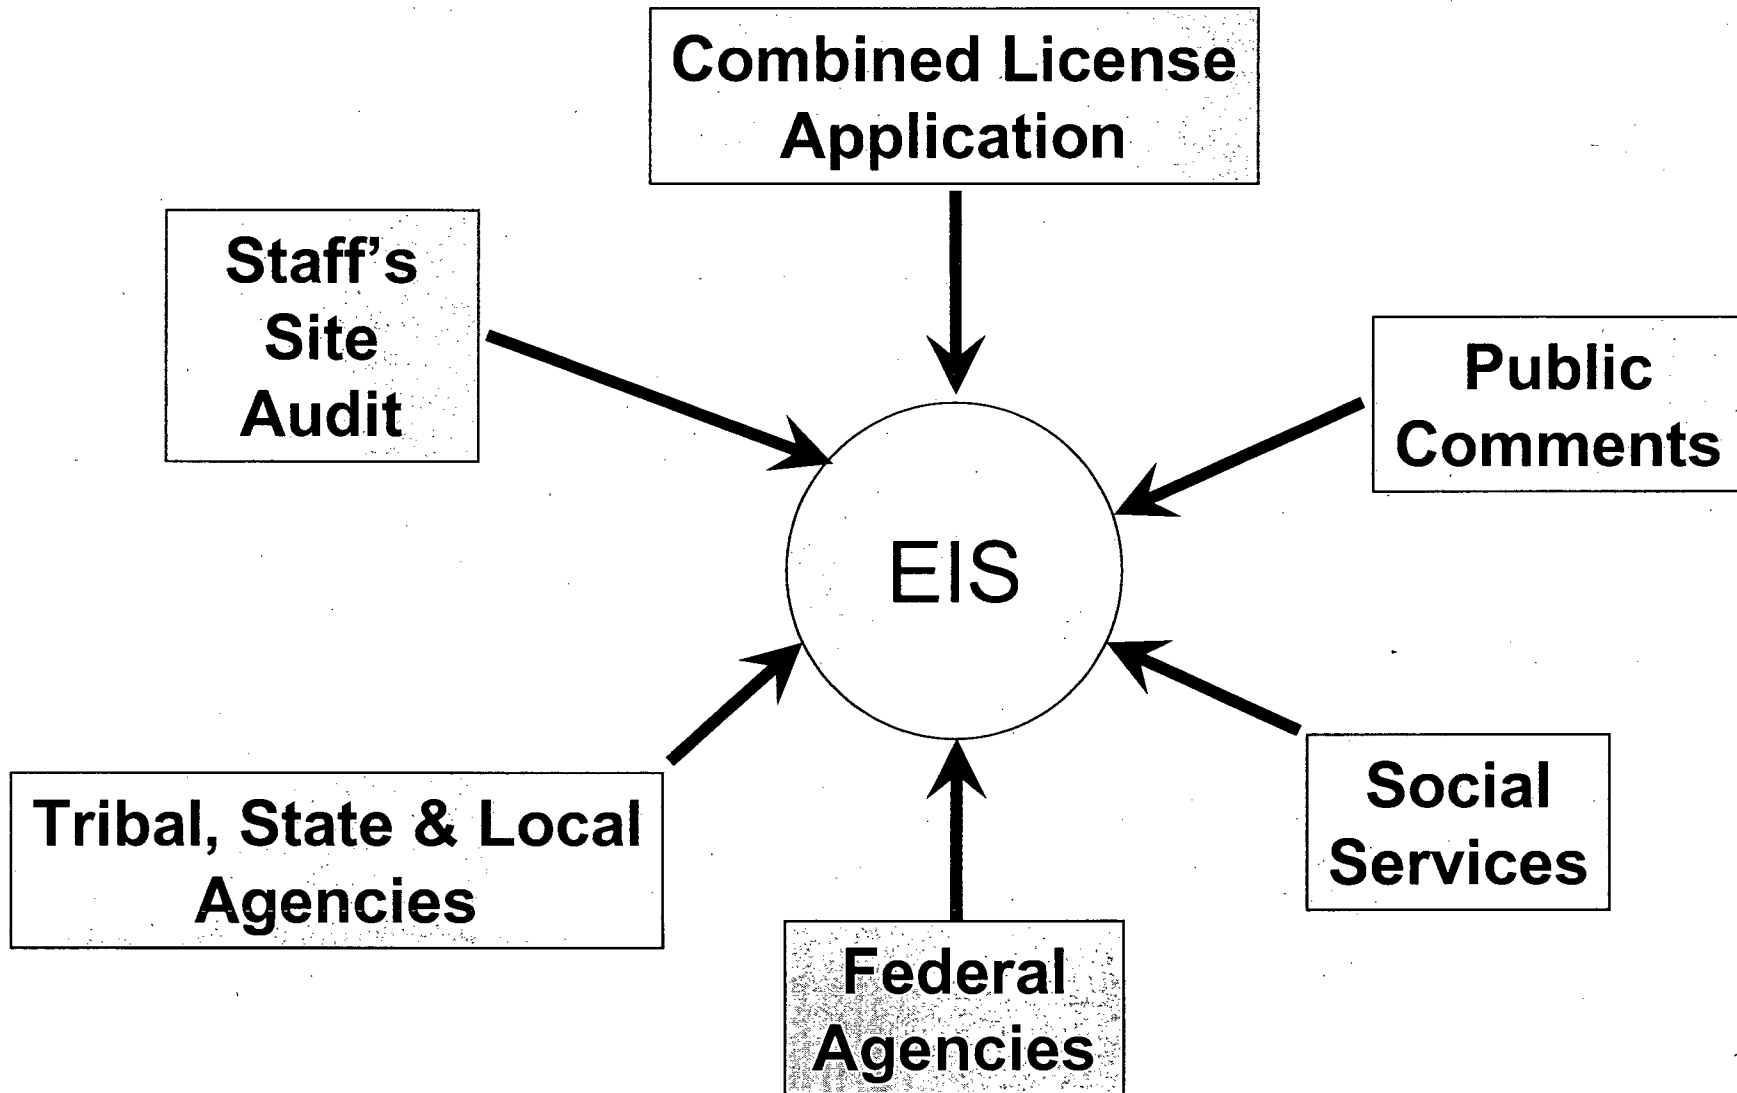 Combined License
Application
Staff's
Site
Audit
Public
Comments
EIS
Tribal, State & Local
Agencies
Social
Services
Federal
Agencies